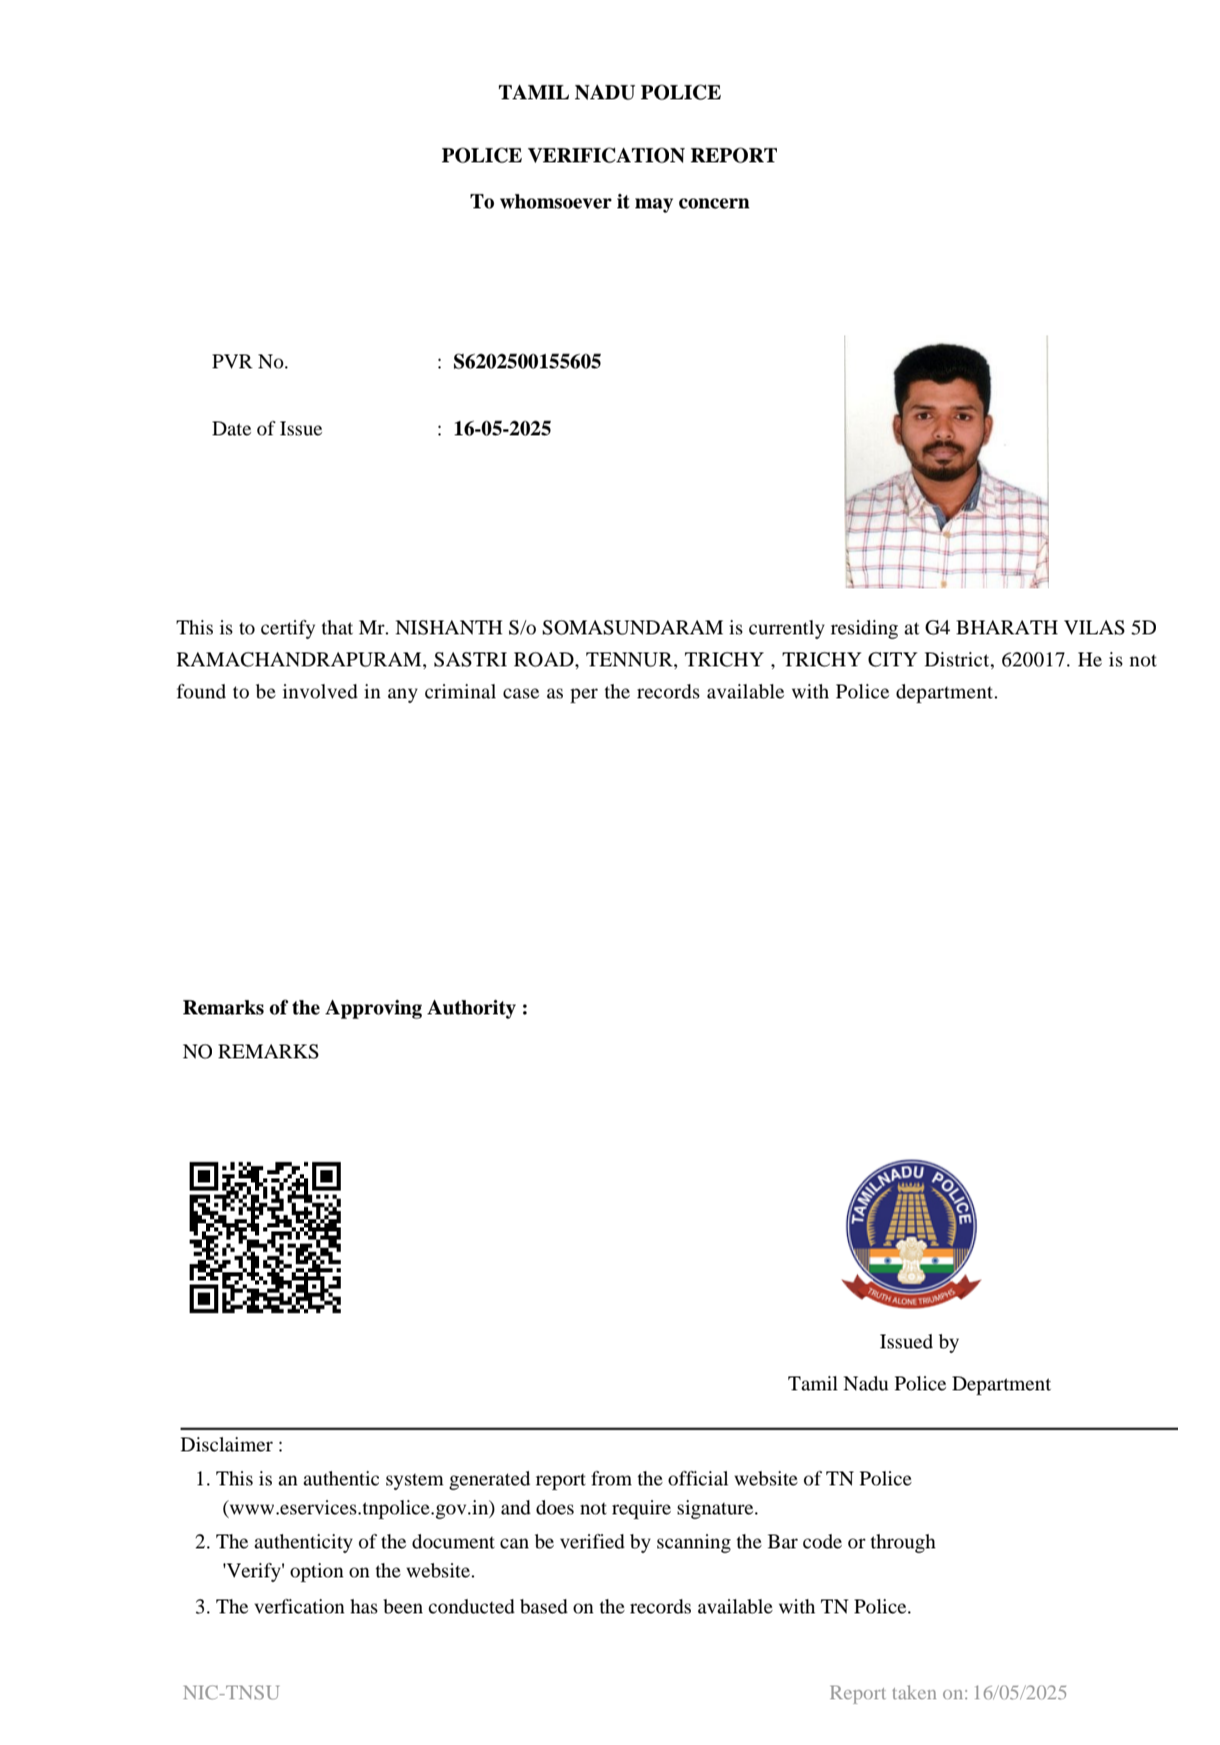 TAMIL NADU POLICE
POLICE VERIFICATION REPORT
To whomsoever it may concern
PVR No. : S6202500155605
Date of Issue : 16-05-2025
This is to certify that Mr. NISHANTH S/o SOMASUNDARAM is currently residing at G4 BHARATH VILAS 5D
RAMACHANDRAPURAM, SASTRI ROAD, TENNUR, TRICHY , TRICHY CITY District, 620017. He is not
found to be involved in any criminal case as per the records available with Police department.
Remarks of the Approving Authority :
NO REMARKS
TAMILNADU POLICE
TRUTH ALONE TRIUMPHS
Issued by
Tamil Nadu Police Department
Disclaimer :
1. This is an authentic system generated report from the official website of TN Police
(www.eservices.tnpolice.gov.in) and does not require signature.
2. The authenticity of the document can be verified by scanning the Bar code or through
'Verify' option on the website.
3. The verfication has been conducted based on the records available with TN Police.
NIC-TNSU
Report taken on: 16/05/2025